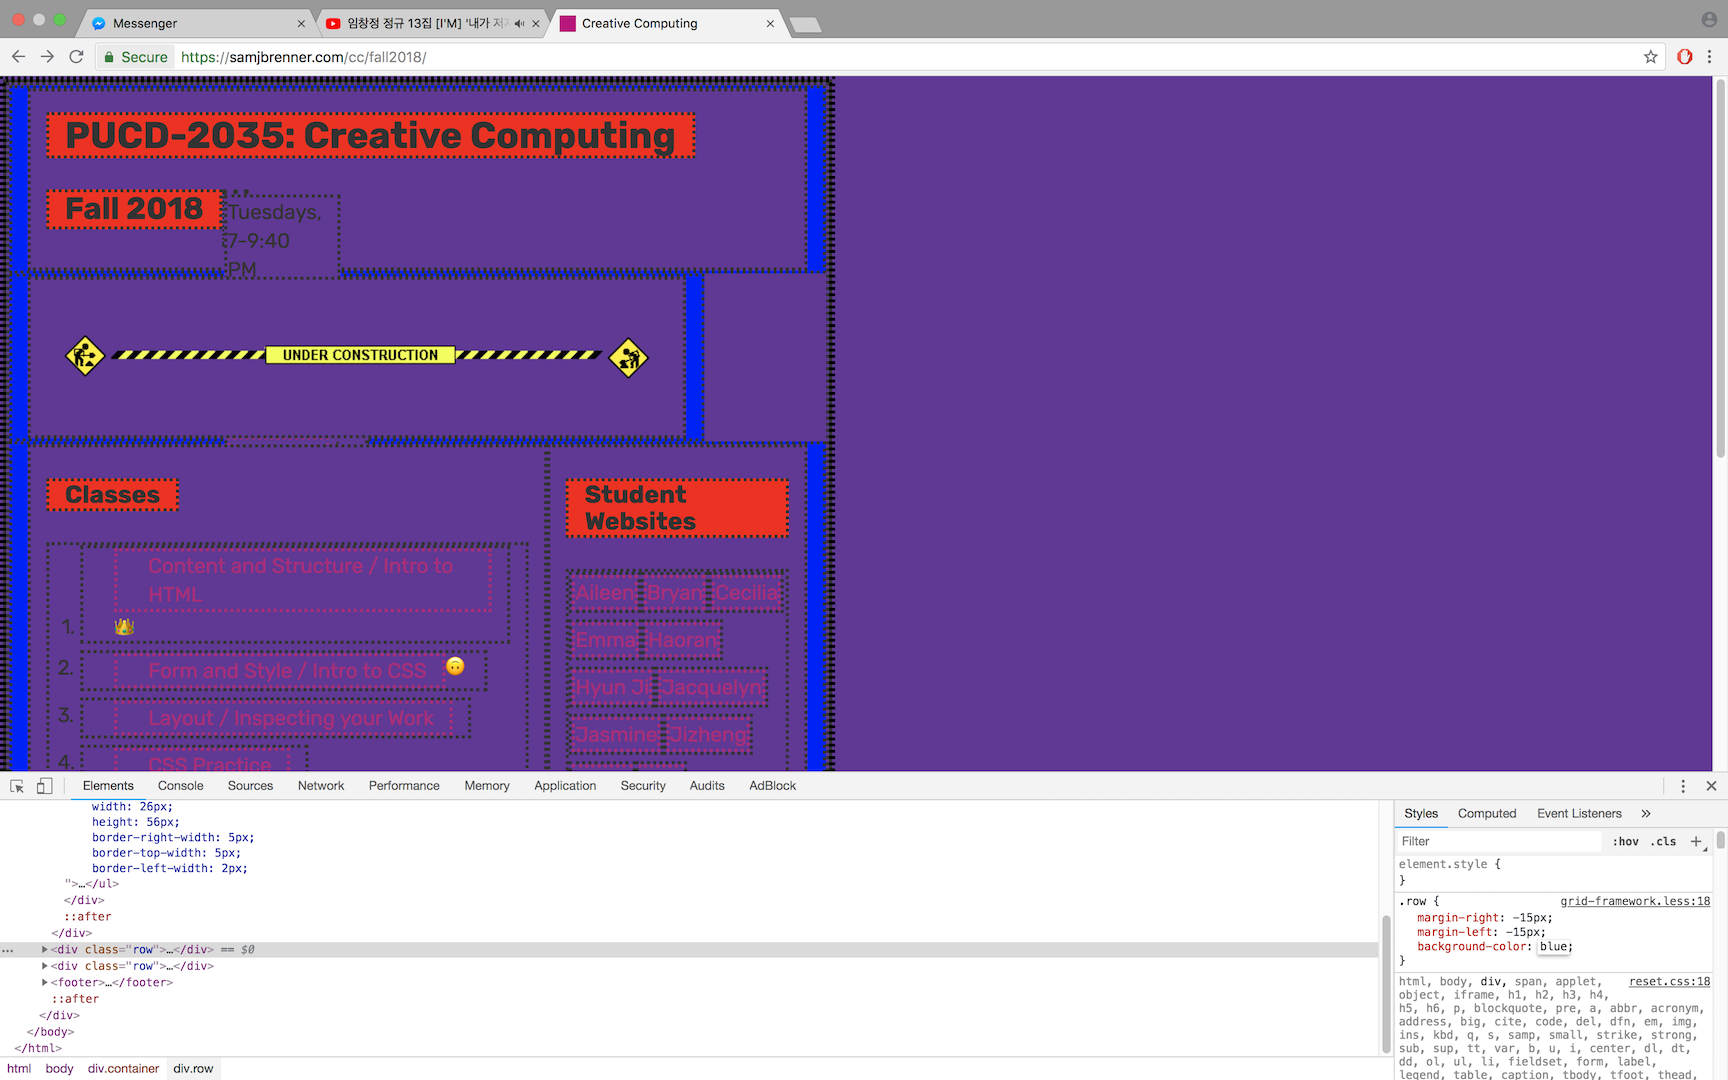 Messenger
임창정 정규 13집 [I'M] '내가 저
Creative Computing
Secure
https://samjbrenner.com/cc/fall2018/
PUCD-2035: Creative Computing
Fall 2018
Tuesdays,
7-9:40
PM
UNDER CONSTRUCTION
Classes
1.
Content and Structure / Intro to
HTML
2.
Form and Style / Intro to CSS
3.
Layout / Inspecting your Work
4.
CSS Practice
Student
Websites
Aileen Bryan Cecilia
Emma Haoran
Hyun Ji Jacquelyn
Jasmine Jizheng
Elements Console Sources Network Performance Memory Application Security Audits AdBlock
width: 26px;
height: 56px;
border-right-width: 5px;
border-top-width: 5px;
border-left-width: 2px;
">…</ul>
</div>
::after
</div>
<div class="row">…</div> == $0
<div class="row">…</div>
<footer>…</footer>
::after
</div>
</body>
</html>
html body div.container div.row
Styles Computed Event Listeners »
Filter :hov .cls +
element.style {
}
.row { grid-framework.less:18
margin-right: -15px;
margin-left: -15px;
background-color: blue;
}
html, body, div, span, applet, reset.css:18
object, iframe, h1, h2, h3, h4,
h5, h6, p, blockquote, pre, a, abbr, acronym,
address, big, cite, code, del, dfn, em, img,
ins, kbd, q, s, samp, small, strike, strong,
sub, sup, tt, var, b, u, i, center, dl, dt,
dd, ol, ul, li, fieldset, form, label,
legend, table, caption, tbody, tfoot, thead,